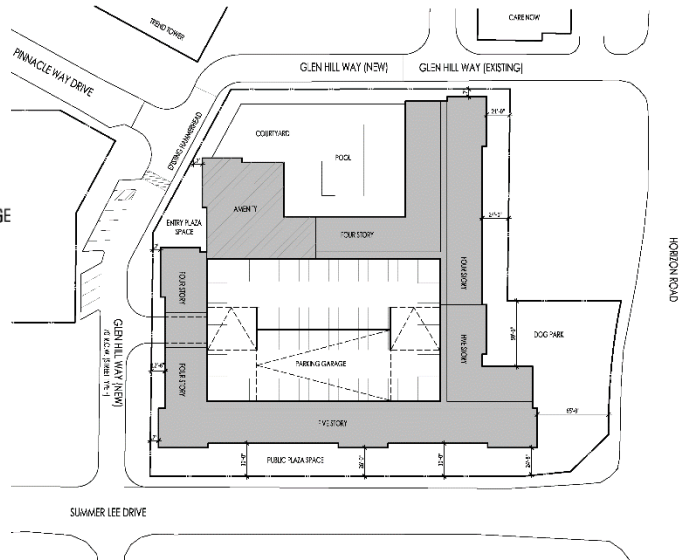 TREND TOWER
CARE NOW
PINNACLE WAY DRIVE
GLEN HILL WAY (NEW)
GLEN HILL WAY (EXISTING)
EXISTING HAMMERHEAD
COURTYARD
POOL
AMENITY
ENTRY PLAZA
SPACE
FOUR STORY
FOUR STORY
FOUR STORY
FIVE STORY
FOUR STORY
GE
HORIZON ROAD
DOG PARK
PARKING GARAGE
GLEN HILL WAY (NEW)
FIVE STORY
PUBLIC PLAZA SPACE
SUMMER LEE DRIVE